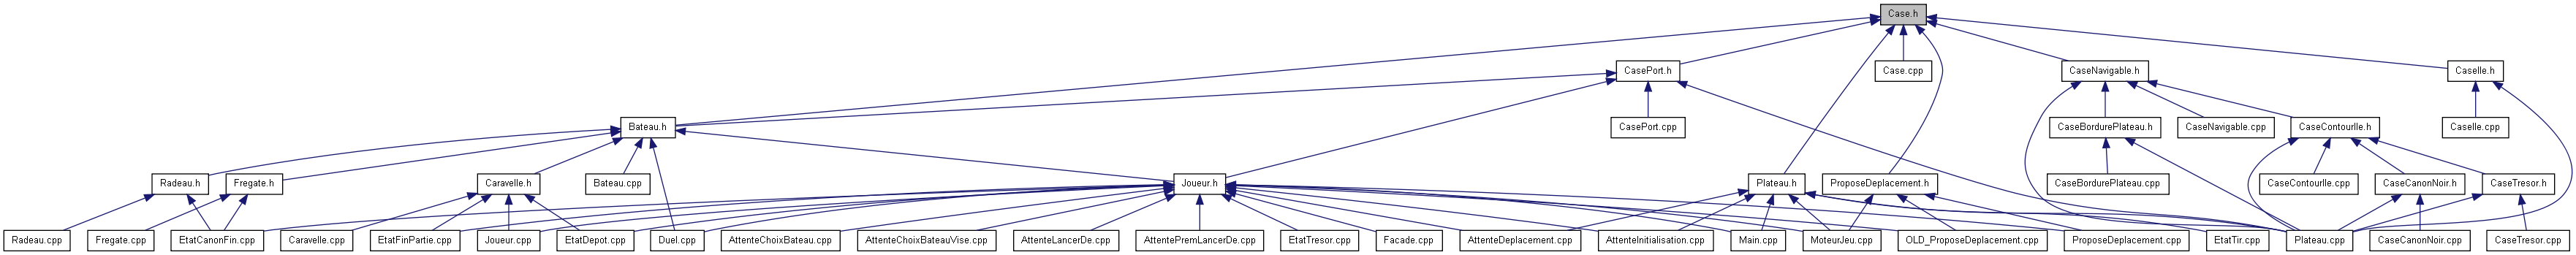 Case.h
CasePort.h
Case.cpp
CaseNavigable.h
CaseIle.h
Bateau.h
CasePort.cpp
CaseBordurePlateau.h
CaseNavigable.cpp
CaseContourIle.h
CaseIle.cpp
Radeau.h
Fregate.h
Caravelle.h
Bateau.cpp
Joueur.h
Plateau.h
ProposeDeplacement.h
CaseBordurePlateau.cpp
CaseContourIle.cpp
CaseCanonNoir.h
CaseTresor.h
Radeau.cpp
Fregate.cpp
EtatCanonFin.cpp
Caravelle.cpp
EtatFinPartie.cpp
Joueur.cpp
EtatDepot.cpp
Duel.cpp
AttenteChoixBateau.cpp
AttenteChoixBateauVise.cpp
AttenteLancerDe.cpp
AttentePremLancerDe.cpp
EtatTresor.cpp
Facade.cpp
AttenteDeplacement.cpp
AttenteInitialisation.cpp
Main.cpp
MoteurJeu.cpp
OLD_ProposeDeplacement.cpp
ProposeDeplacement.cpp
EtatTir.cpp
Plateau.cpp
CaseCanonNoir.cpp
CaseTresor.cpp